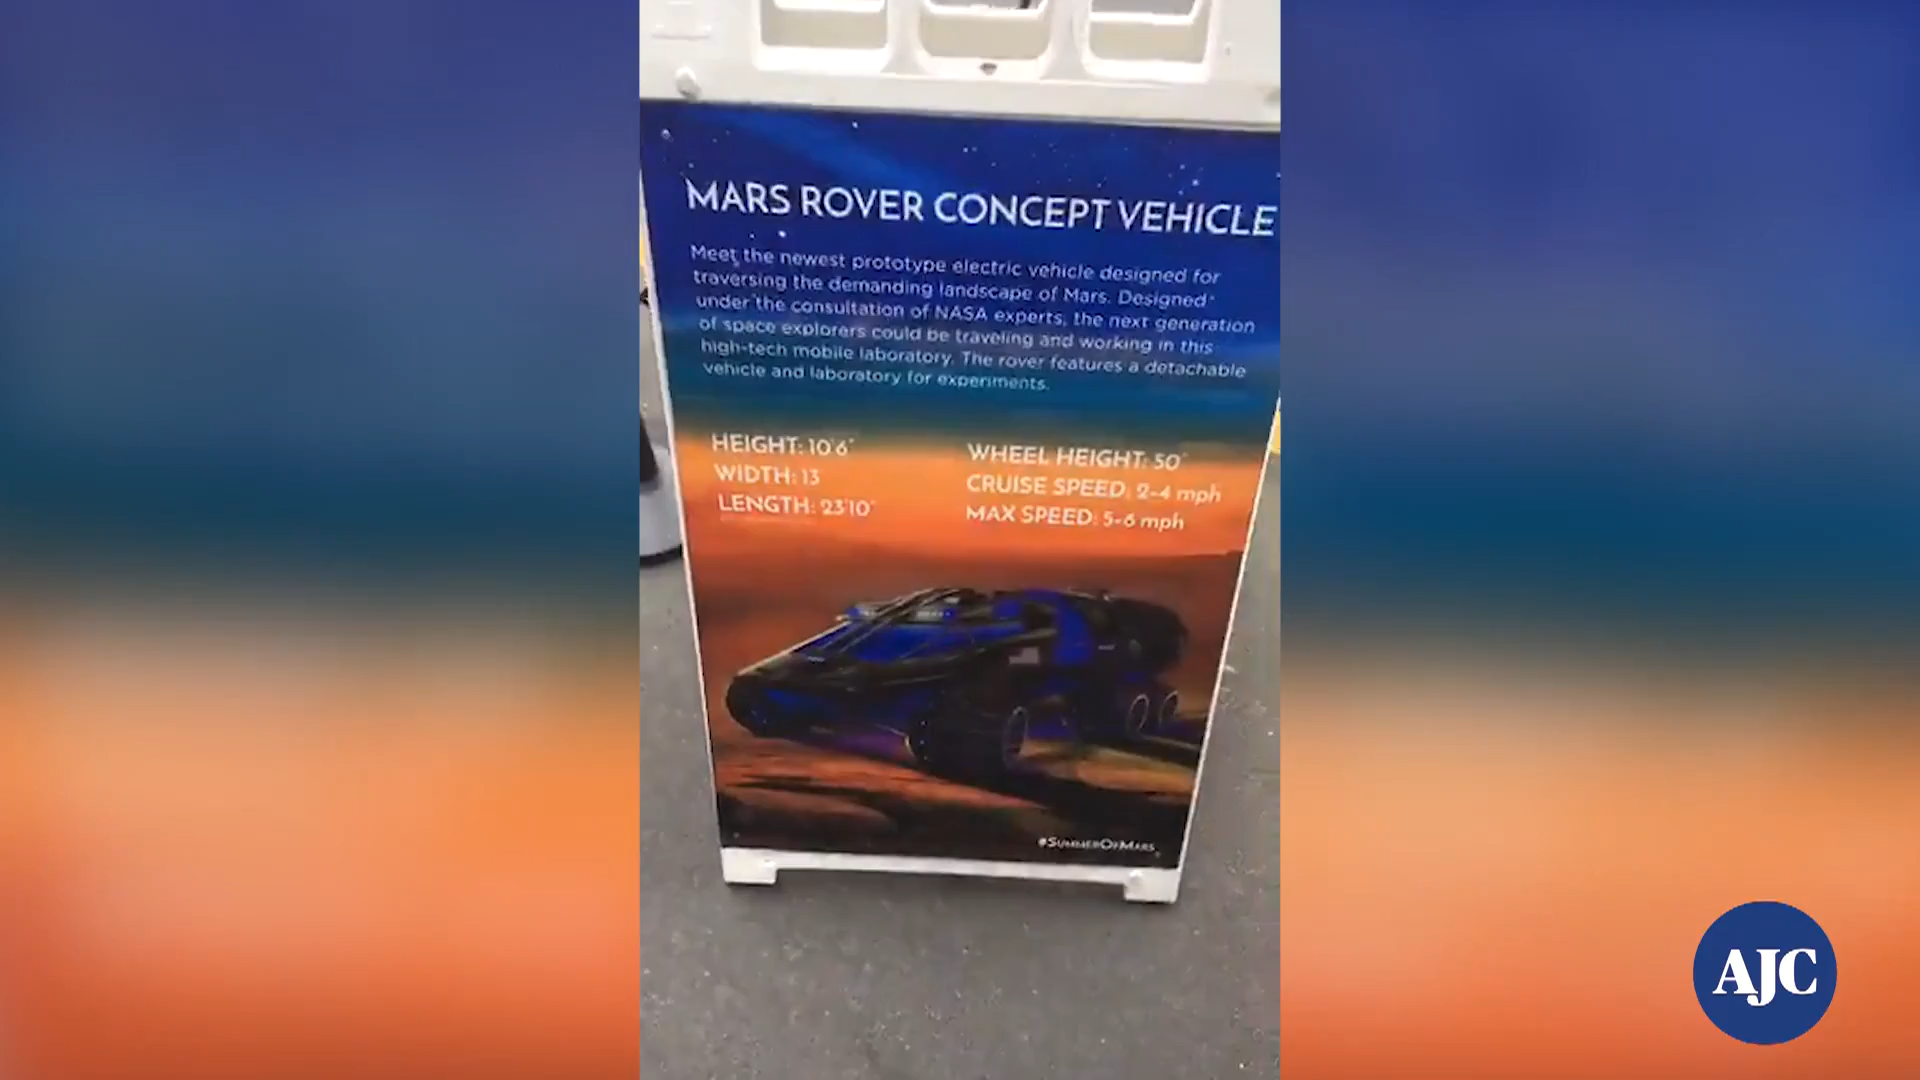 MARS ROVER CONCEPT VEHICLE
Meet the newest prototype electric vehicle designed for
traversing the demanding landscape of Mars. Designed
under the consultation of NASA experts, the next generation
of space explorers could be traveling and working in this
high-tech mobile laboratory. The rover features a detachable
vehicle and laboratory for experiments.
HEIGHT: 10'6"
WIDTH: 13
LENGTH: 23'10"
WHEEL HEIGHT: 50"
CRUISE SPEED: 2-4 mph
MAX SPEED: 5-6 mph
#SUMMEROFMARS
AJC